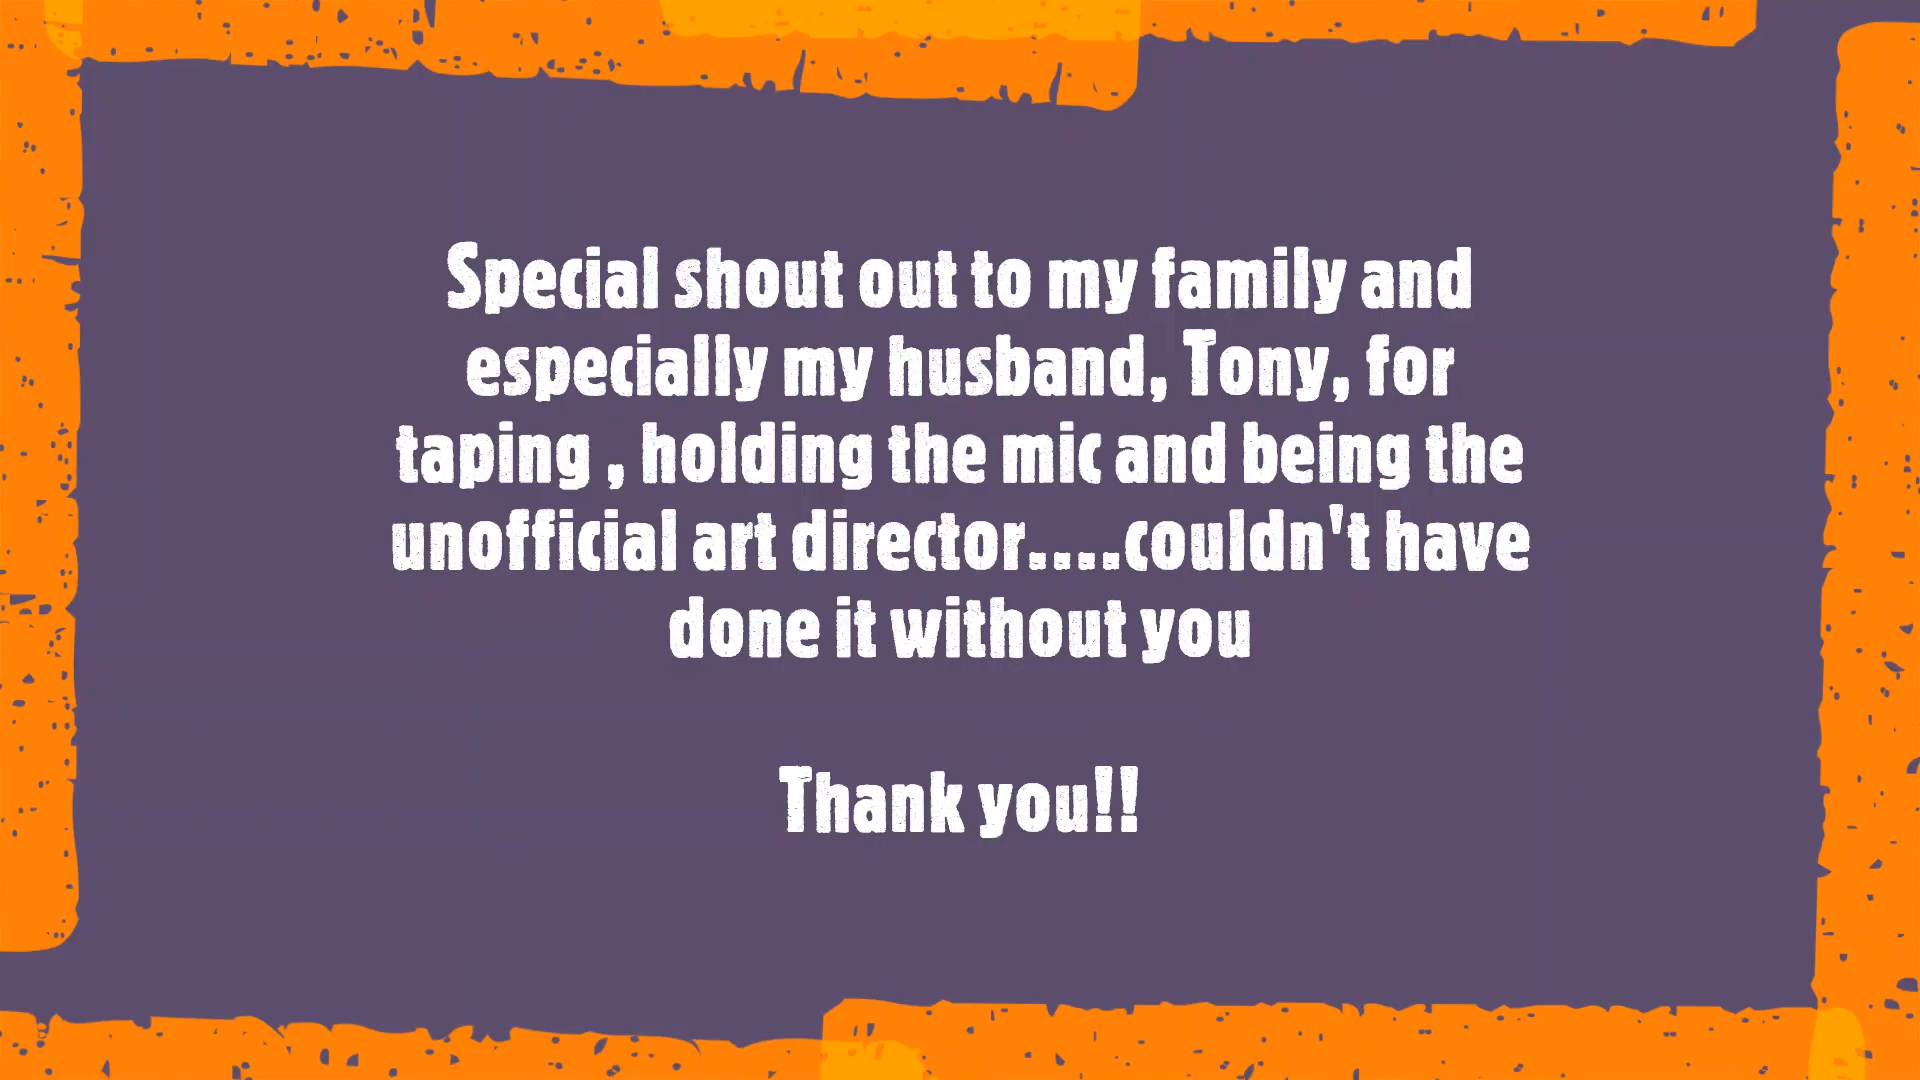 Special shout out to my family and
especially my husband, Tony, for
taping , holding the mic and being the
unofficial art director....couldn't have
done it without you
Thank you!!